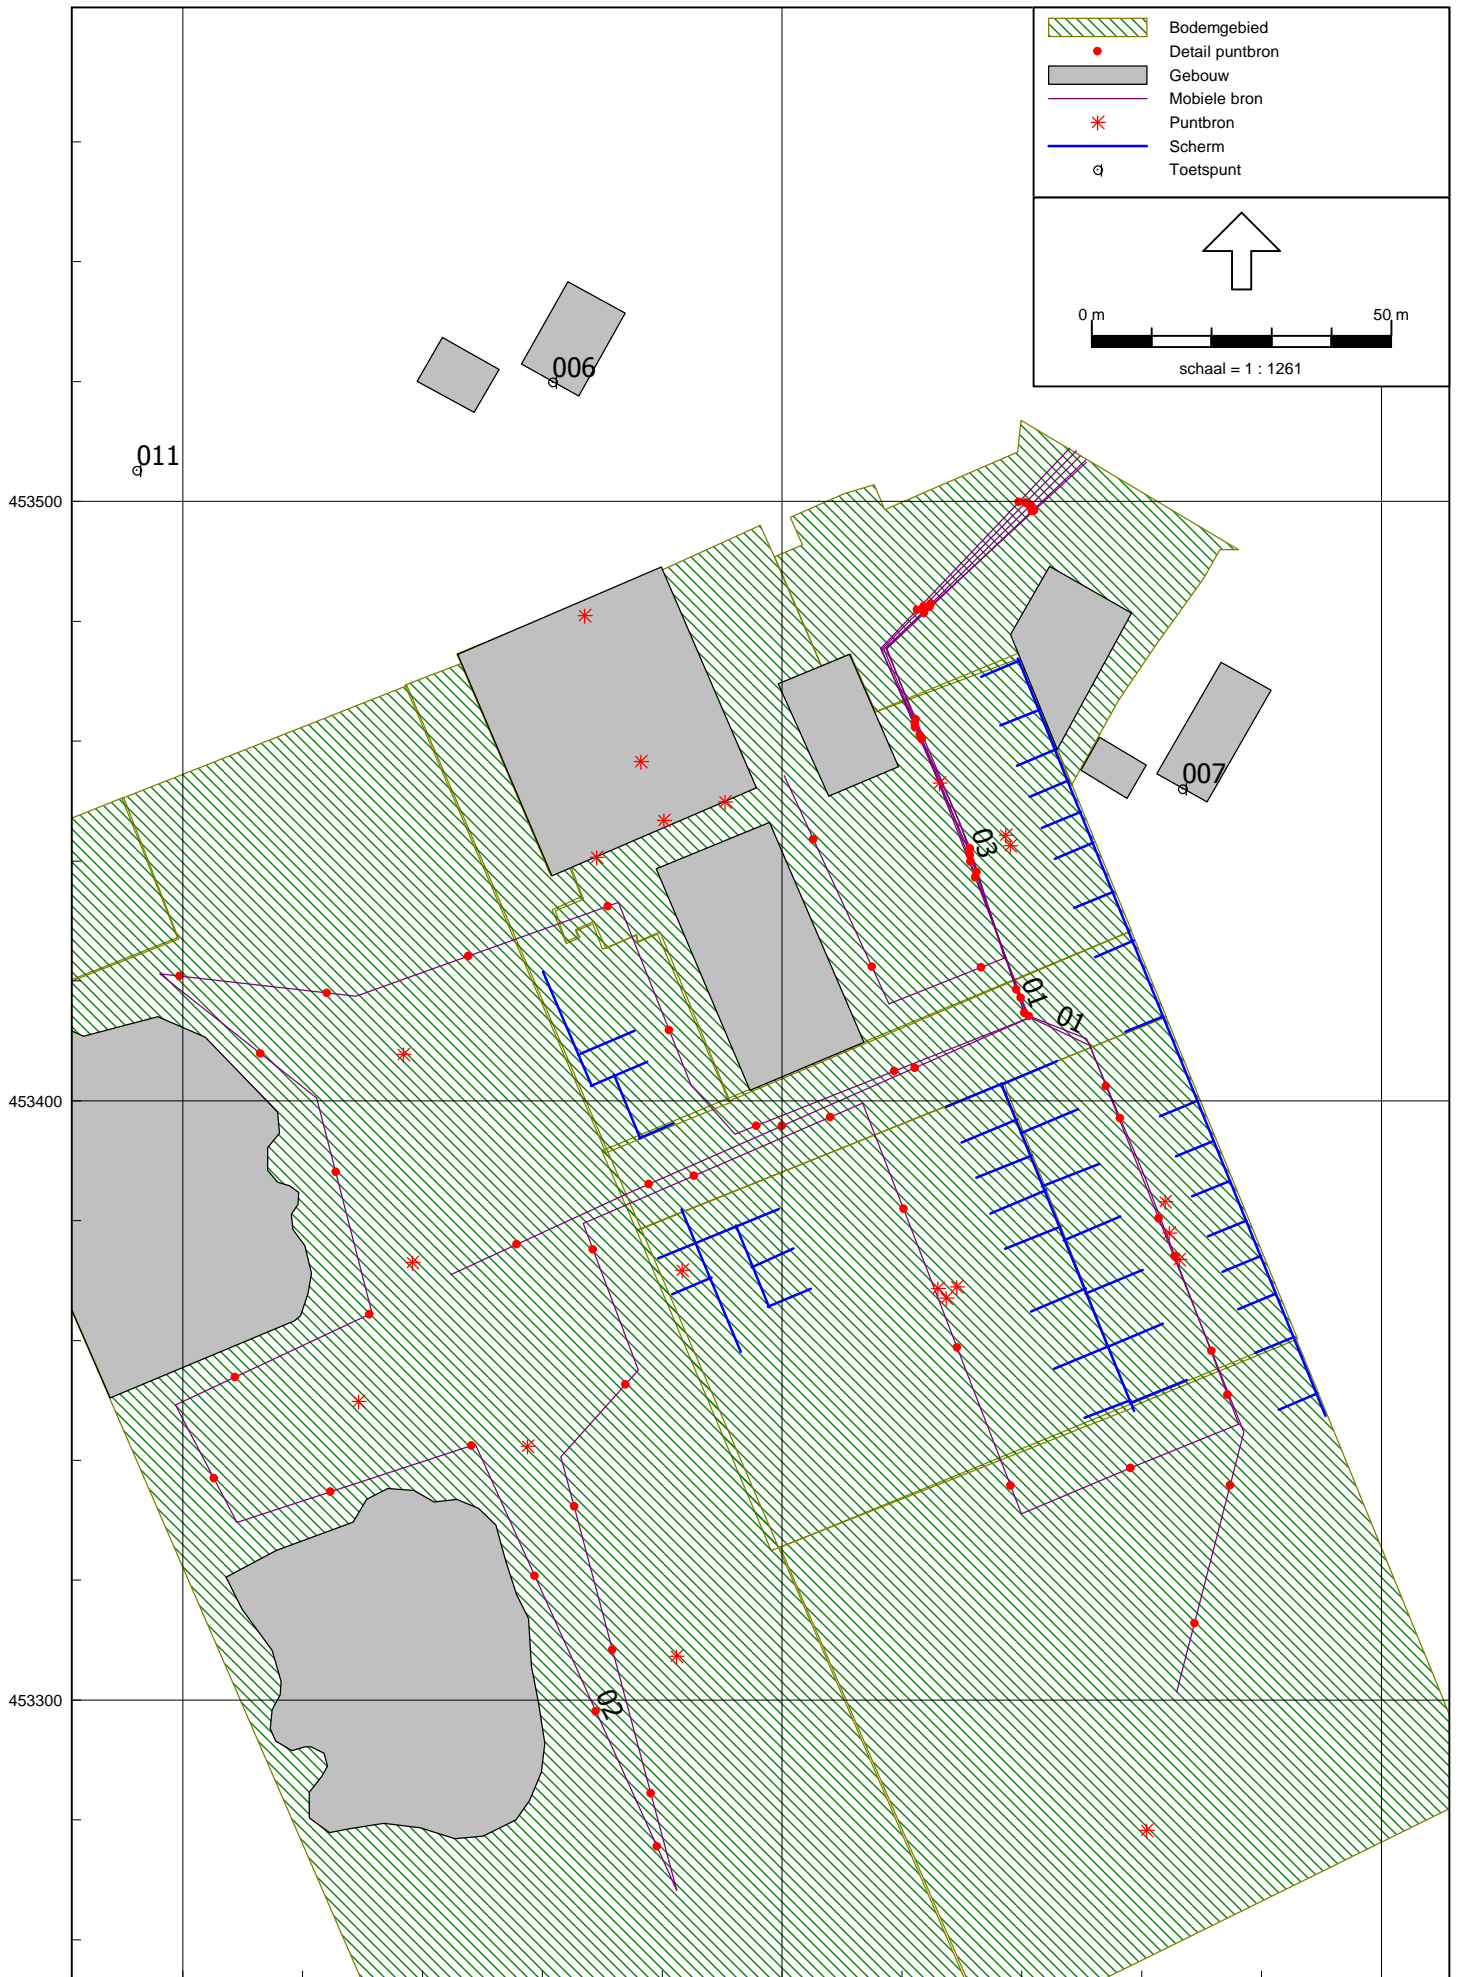 Bodemgebied
Detail puntbron
Gebouw
Mobiele bron
Puntbron
Scherm
Toetspunt
0 m
50 m
schaal = 1 : 1261
006
011
453500
007
03
01
01
453400
453300
02